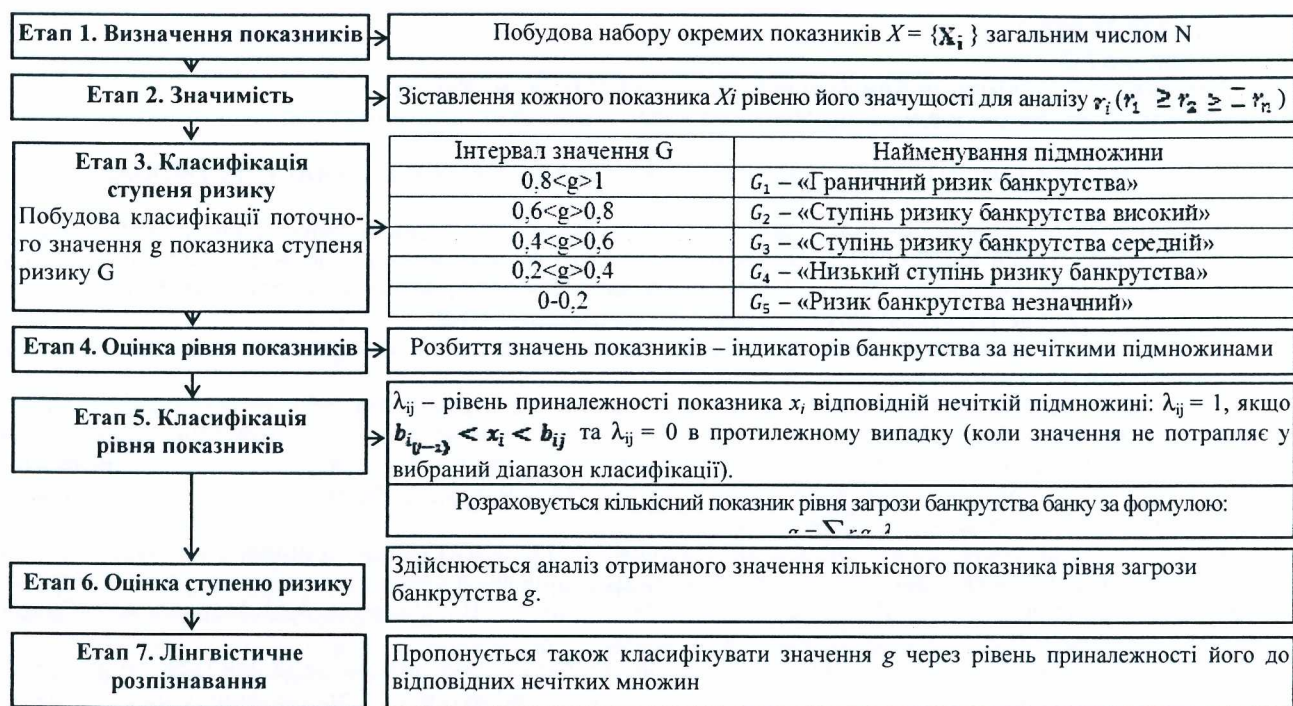 Етап 1. Визначення показників
Побудова набору окремих показників X = {Xᵢ} загальним числом N
Етап 2. Значимість
Зіставлення кожного показника Xi рівеню його значущості для аналізу rᵢ (r₁ ≥ r₂ ≥ rₙ)
Етап 3. Класифікація
ступеня ризику
Побудова класифікації поточно-
го значення g показника ступеня
ризику G
Інтервал значення G Найменування підмножини
0,8<g>1 G₁ – «Граничний ризик банкрутства»
0,6<g>0,8 G₂ – «Ступінь ризику банкрутства високий»
0,4<g>0,6 G₃ – «Ступінь ризику банкрутства середній»
0,2<g>0,4 G₄ – «Низький ступінь ризику банкрутства»
0-0,2 G₅ – «Ризик банкрутства незначний»
Етап 4. Оцінка рівня показників
Розбиття значень показників – індикаторів банкрутства за нечіткими підмножинами
Етап 5. Класифікація
рівня показників
λij – рівень приналежності показника xᵢ відповідній нечіткій підмножині: λij = 1, якщо
< xᵢ < bij та λij = 0 в протилежному випадку (коли значення не потрапляє у
вибраний діапазон класифікації).
Розраховується кількісний показник рівня загрози банкрутства банку за формулою:
Етап 6. Оцінка ступеню ризику
Здійснюється аналіз отриманого значення кількісного показника рівня загрози
банкрутства g.
Етап 7. Лінгвістичне
розпізнавання
Пропонується також класифікувати значення g через рівень приналежності його до
відповідних нечітких множин